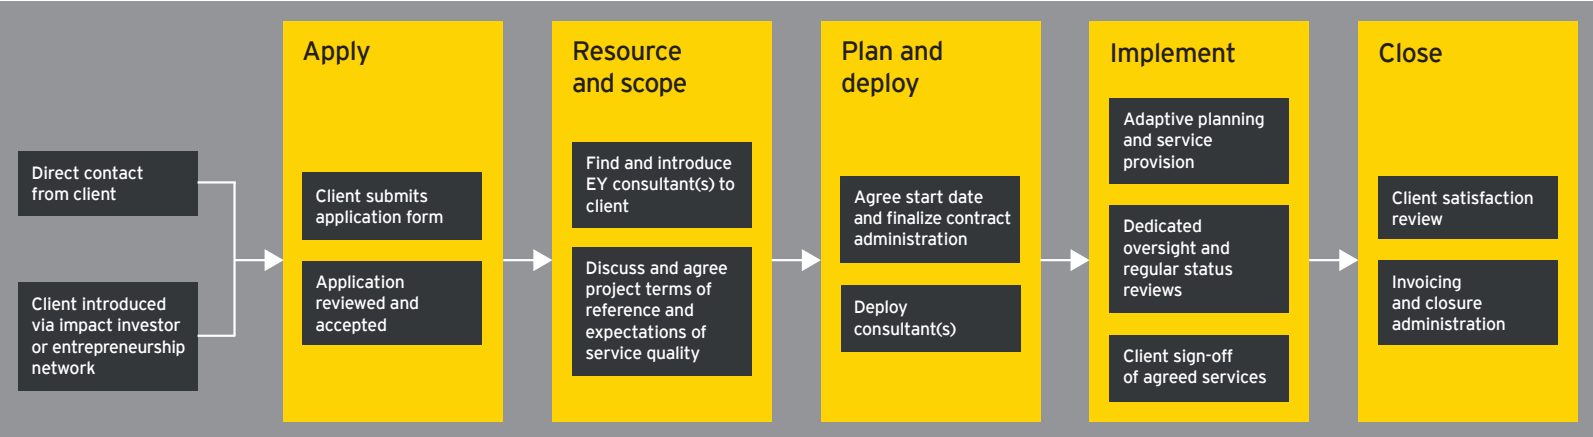 Direct contact
from client
Client introduced
via impact investor
or entrepreneurship
network
Apply
Client submits
application form
Application
reviewed and
accepted
Resource
and scope
Find and introduce
EY consultant(s) to
client
Discuss and agree
project terms of
reference and
expectations of
service quality
Plan and
deploy
Agree start date
and finalize contract
administration
Deploy
consultant(s)
Implement
Adaptive planning
and service
provision
Dedicated
oversight and
regular status
reviews
Client sign-off
of agreed services
Close
Client satisfaction
review
Invoicing
and closure
administration